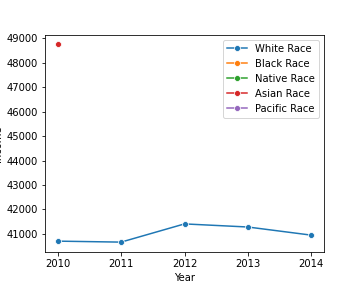 49000
48000
47000
46000
45000
44000
43000
42000
41000
White Race
Black Race
Native Race
Asian Race
Pacific Race
2010 2011 2012 2013 2014
Year